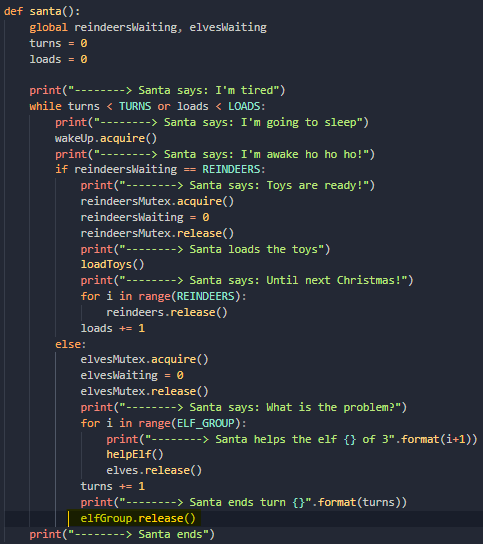 def santa():
    global reindeersWaiting, elvesWaiting
    turns = 0
    loads = 0

    print("--------> Santa says: I'm tired")
    while turns < TURNS or loads < LOADS:
        print("--------> Santa says: I'm going to sleep")
        wakeUp.acquire()
        print("--------> Santa says: I'm awake ho ho ho!")
        if reindeersWaiting == REINDEERS:
            print("--------> Santa says: Toys are ready!")
            reindeersMutex.acquire()
            reindeersWaiting = 0
            reindeersMutex.release()
            print("--------> Santa loads the toys")
            loadToys()
            print("--------> Santa says: Until next Christmas!")
            for i in range(REINDEERS):
                reindeers.release()
            loads += 1
        else:
            elvesMutex.acquire()
            elvesWaiting = 0
            elvesMutex.release()
            print("--------> Santa says: What is the problem?")
            for i in range(ELF_GROUP):
                print("--------> Santa helps the elf {} of 3".format(i+1))
                helpElf()
                elves.release()
            turns += 1
            print("--------> Santa ends turn {}".format(turns))
            elfGroup.release()
    print("--------> Santa ends")